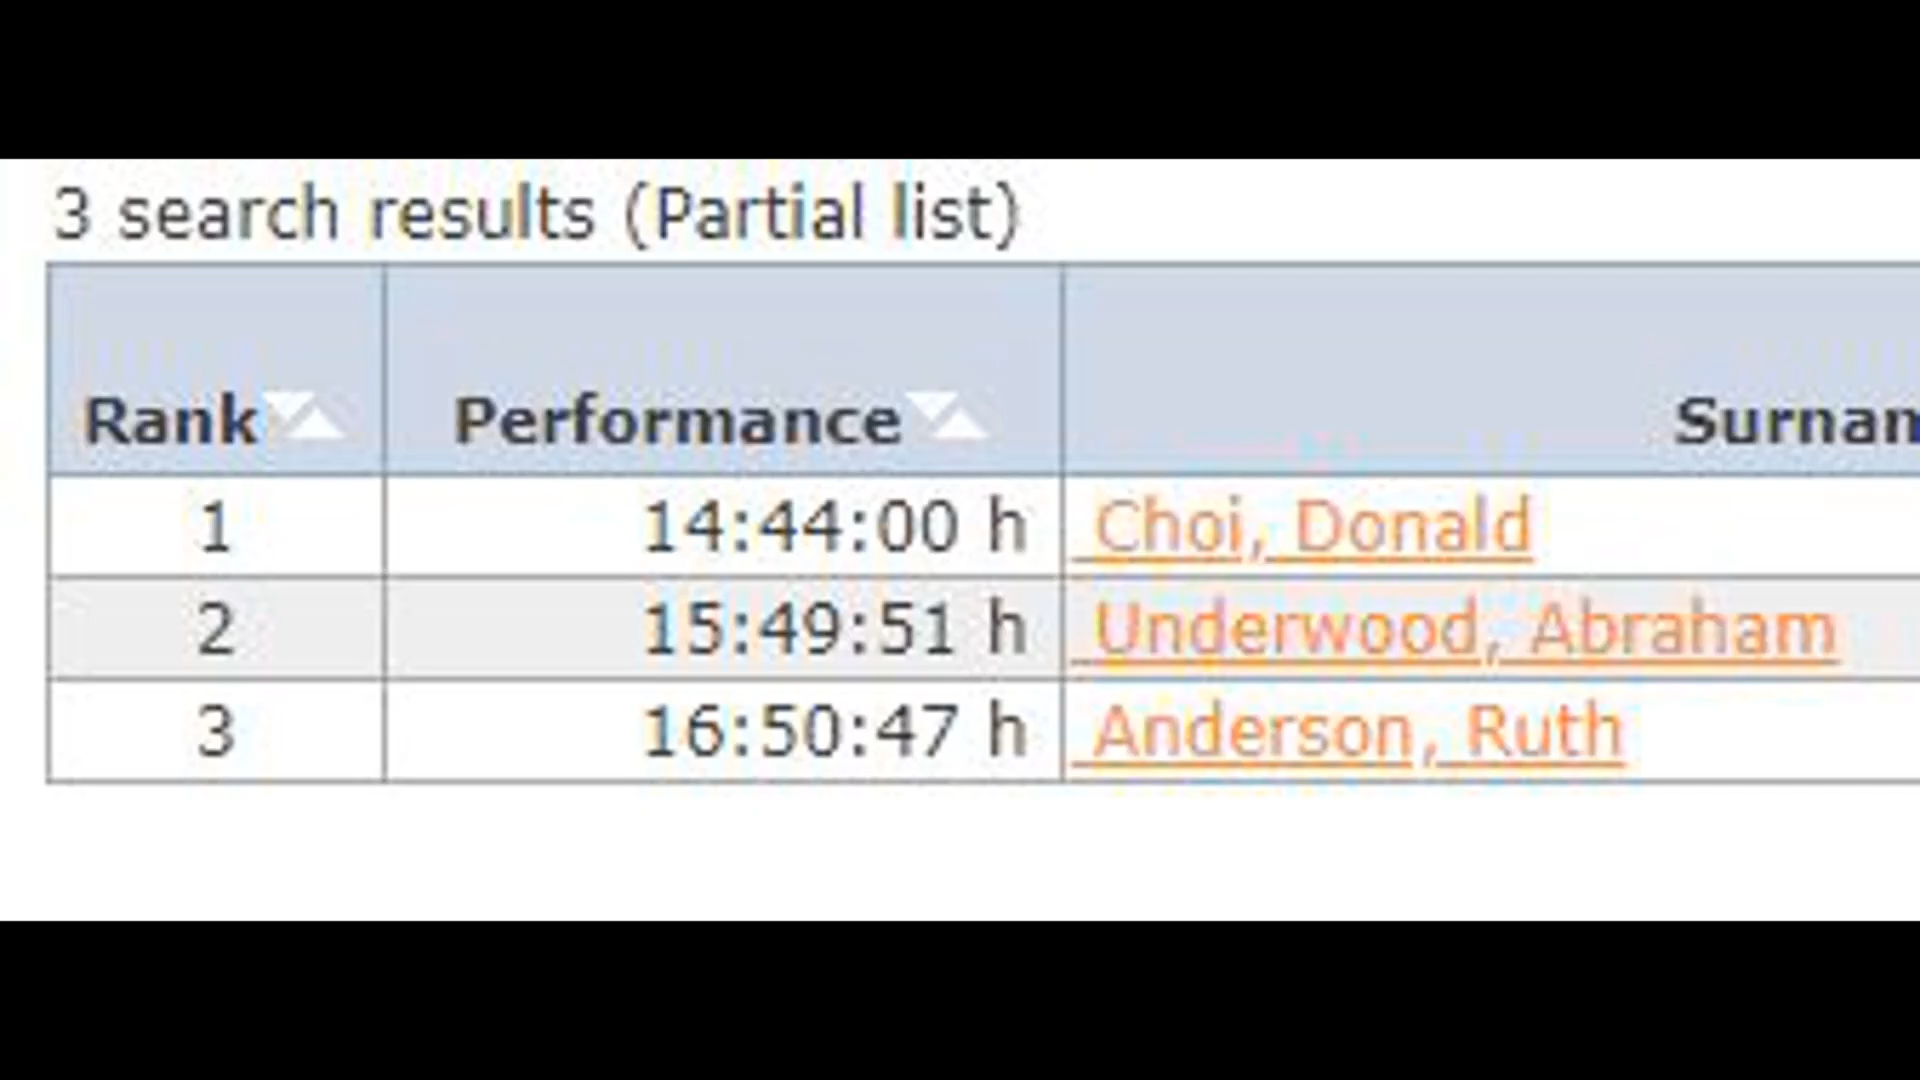 3 search results (Partial list)
Rank Performance Surnam
1 14:44:00 h Choi, Donald
2 15:49:51 h Underwood, Abraham
3 16:50:47 h Anderson, Ruth